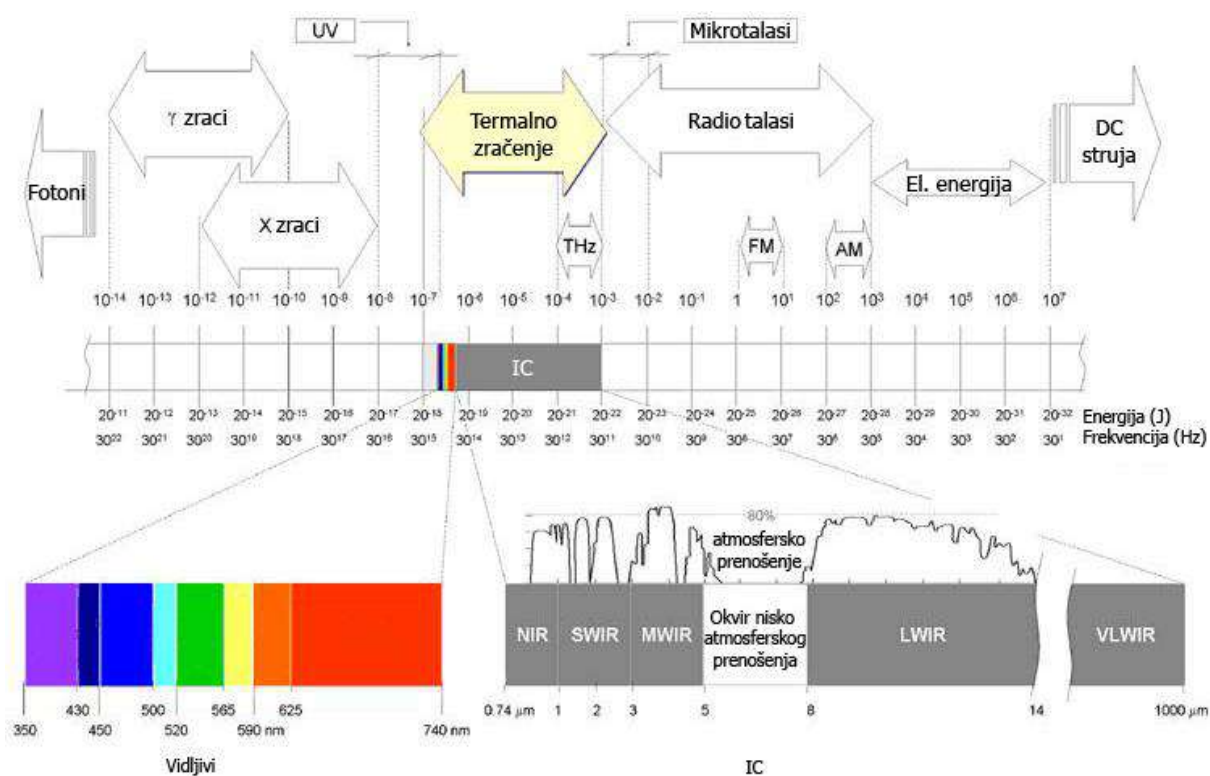 UV
Mikrotalasi
γ zraci
Termalno
zračenje
Radio talasi
DC
struja
Fotoni
X zraci
El. energija
THz
FM
AM
10⁻¹⁴ 10⁻¹³ 10⁻¹² 10⁻¹¹ 10⁻¹⁰ 10⁻⁹ 10⁻⁸ 10⁻⁷ 10⁻⁶ 10⁻⁵ 10⁻⁴ 10⁻³ 10⁻² 10⁻¹ 1 10¹ 10² 10³ 10⁴ 10⁵ 10⁶ 10⁷
IC
20⁻¹¹ 20⁻¹² 20⁻¹³ 20⁻¹⁴ 20⁻¹⁵ 20⁻¹⁶ 20⁻¹⁷ 20⁻¹⁸ 20⁻¹⁹ 20⁻²⁰ 20⁻²¹ 20⁻²² 20⁻²³ 20⁻²⁴ 20⁻²⁵ 20⁻²⁶ 20⁻²⁷ 20⁻²⁸ 20⁻²⁹ 20⁻³⁰ 20⁻³¹ 20⁻³² Energija (J)
30²² 30²¹ 30²⁰ 30¹⁹ 30¹⁸ 30¹⁷ 30¹⁶ 30¹⁵ 30¹⁴ 30¹³ 30¹² 30¹¹ 30¹⁰ 30⁹ 30⁸ 30⁷ 30⁶ 30⁵ 30⁴ 30³ 30² 30¹ Frekvencija (Hz)
80%
atmosfersko
prenošenje
NIR SWIR MWIR
Okvir nisko
atmosferskog
prenošenja
LWIR VLWIR
430 500 565 625
350 450 520 590 nm 740 nm
0.74 µm 1 2 3 5 8 14 1000 µm
Vidljivi
IC